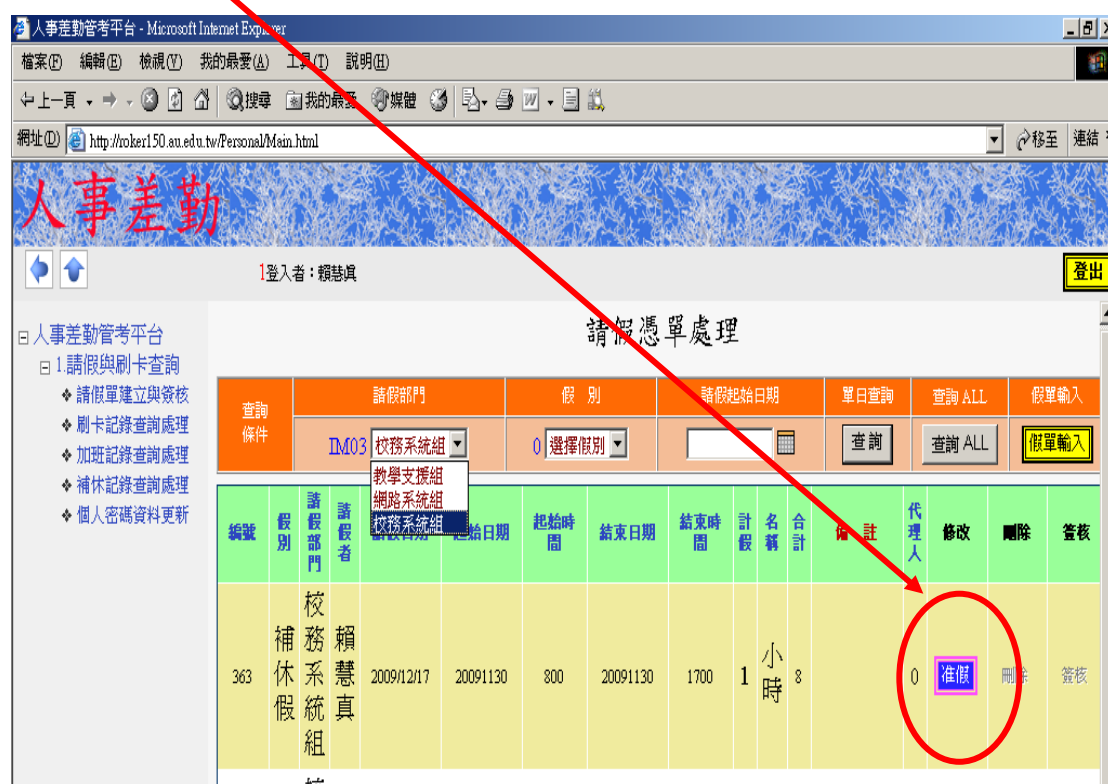 人事差勤管考平台 - Microsoft Internet Explorer
檔案(F) 編輯(E) 檢視(V) 我的最愛(A) 工具(T) 說明(H)
上一頁 搜尋 我的最愛 媒體
網址(D) http://roker150.au.edu.tw/Personal/Main.html 移至 連結
人事差勤
1登入者：賴慧眞 登出
人事差勤管考平台
1.請假與刷卡查詢
請假單建立與簽核
刷卡記錄查詢處理
加班記錄查詢處理
補休記錄查詢處理
個人密碼資料更新
請假憑單處理
查詢條件 請假部門 假 別 請假起始日期 單日查詢 查詢 ALL 假單輸入
IM03 校務系統組 0 選擇假別 查詢 查詢 ALL 假單輸入
教學支援組
網路系統組
校務系統組
編號 假別 請假部門 請假者 請假日期 起始日期 起始時間 結束日期 結束時間 計假 名稱 合計 備 註 代理人 修改 刪除 簽核
363 補休假 校務系統組 賴慧真 2009/12/17 20091130 800 20091130 1700 1 小時 8 0 准假 刪除 簽核